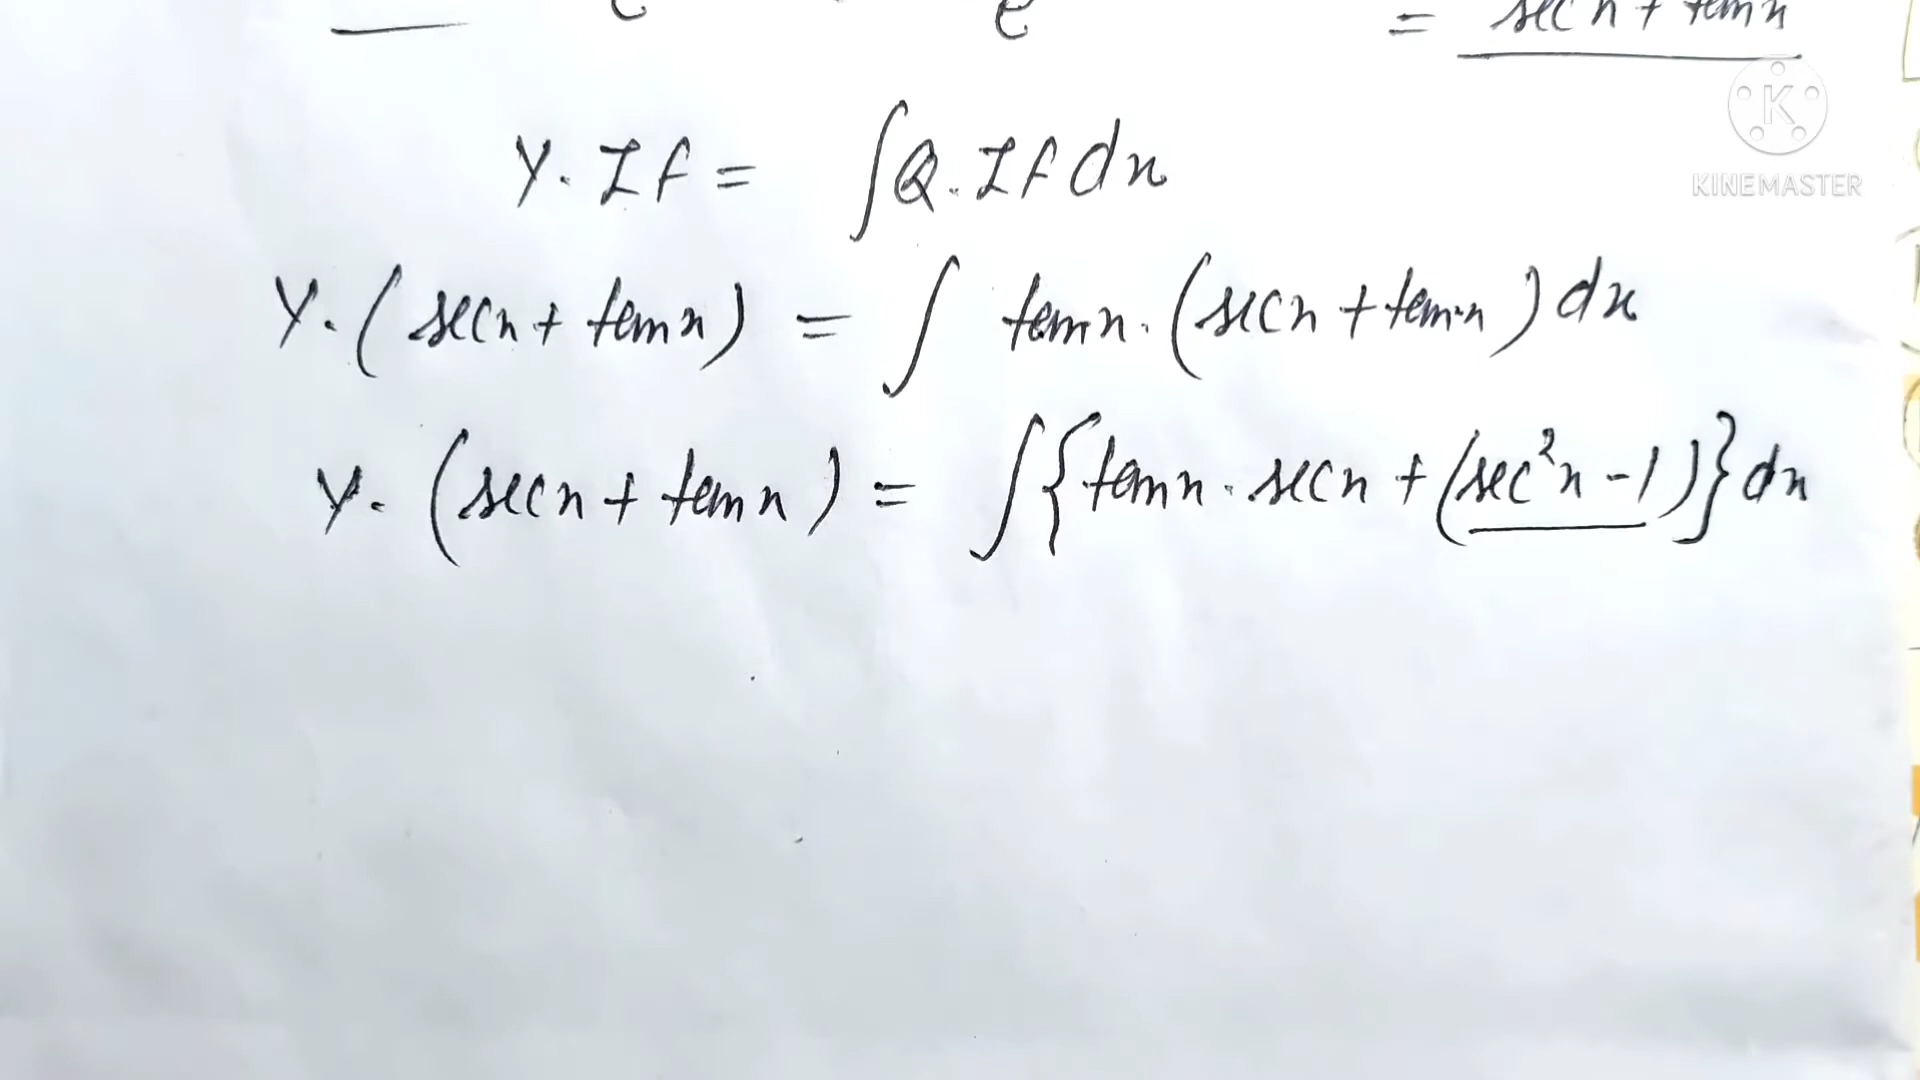 = sec x + tan x
KINEMASTER
y. If = ∫Q. If dx
y. (sec x + tan x) = ∫ tan x. (sec x + tan x) dx
y. (sec x + tan x) = ∫{tan x. sec x + (sec²x - 1)} dx